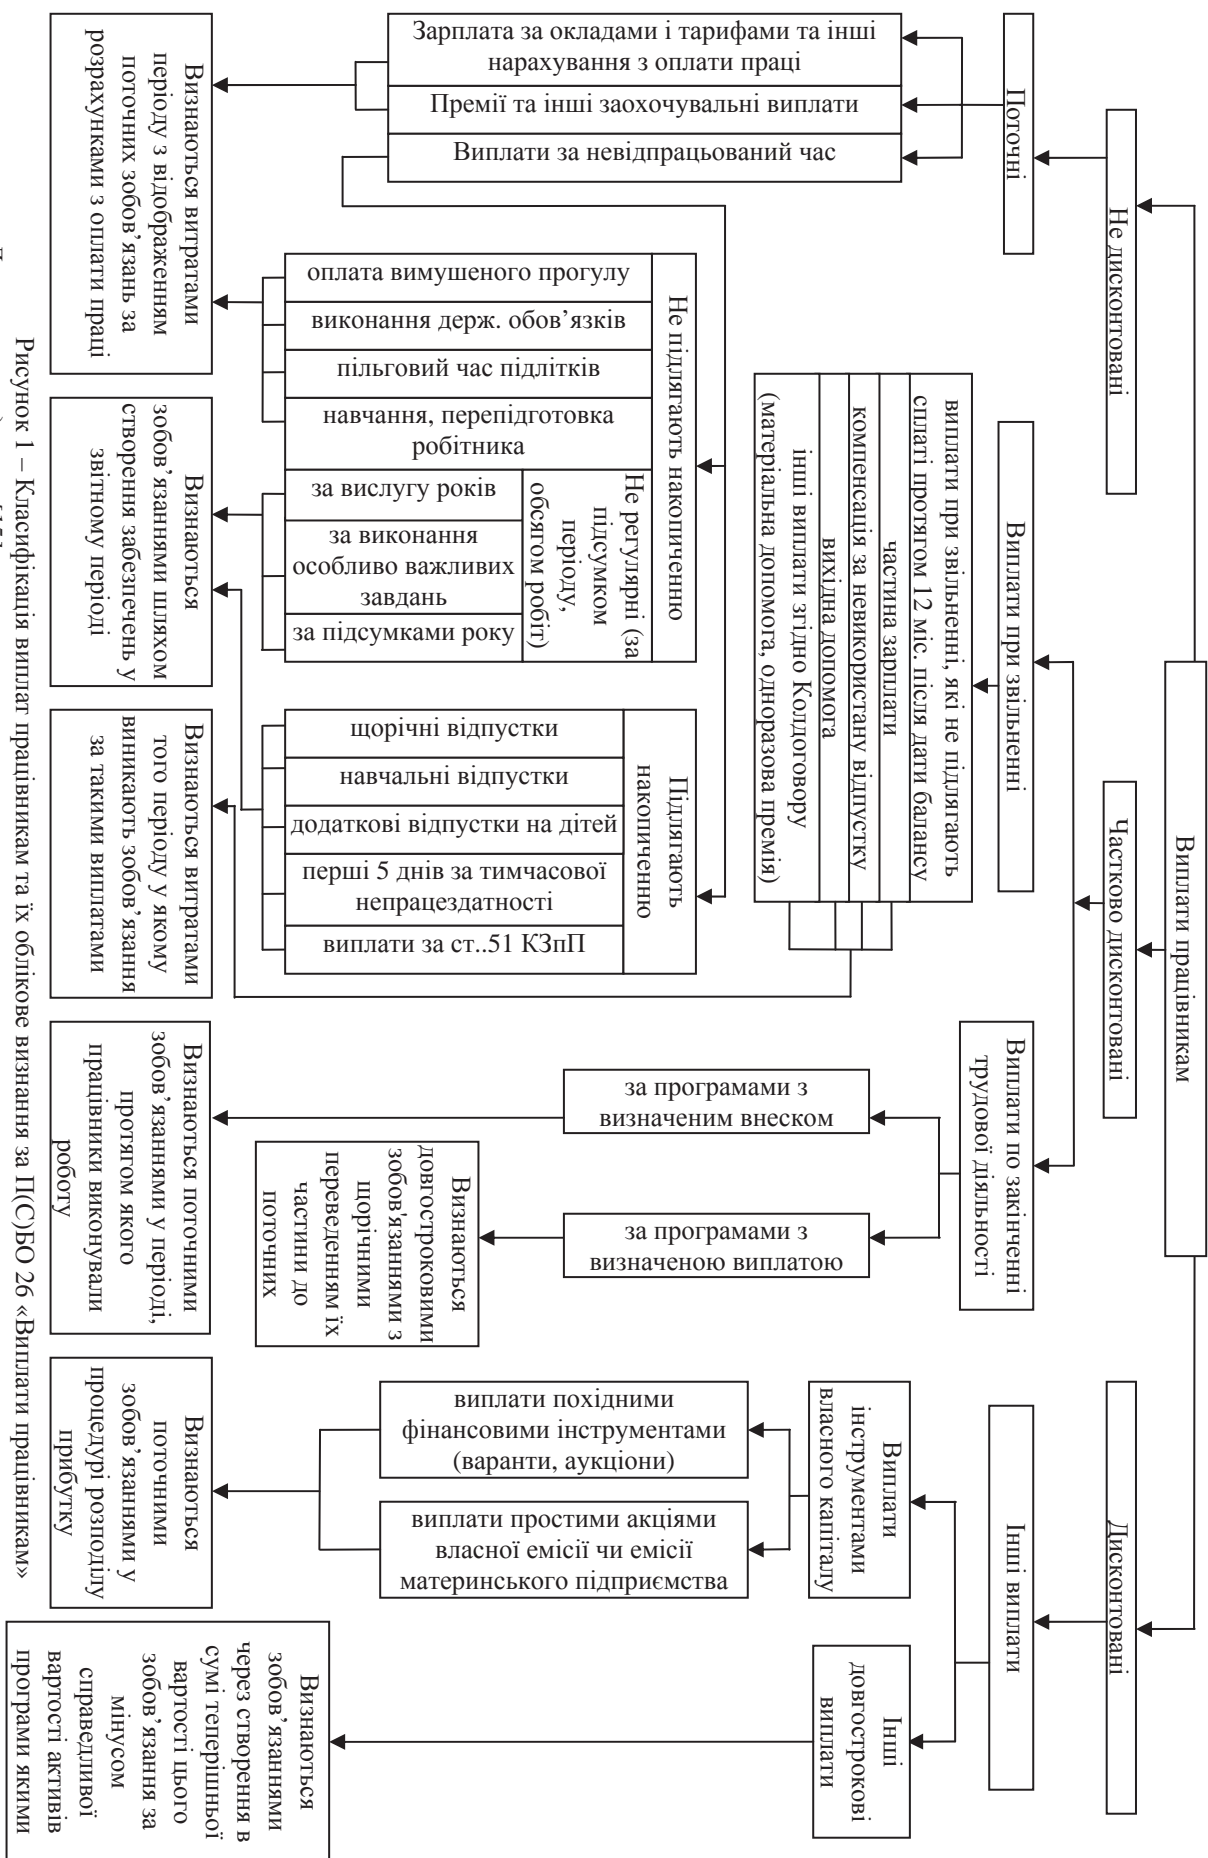 Виплати працівникам
Не дисконтовані
Частково дисконтовані
Дисконтовані
Поточні
Виплати при звільненні
Виплати по закінченні
трудової діяльності
Інші виплати
Зарплата за окладами і тарифами та інші
нарахування з оплати праці
Премії та інші заохочувальні виплати
Виплати за невідпрацьований час
виплати при звільненні, які не підлягають
сплаті протягом 12 міс. після дати балансу
частина зарплати
компенсація за невикористану відпустку
вихідна допомога
інші виплати згідно Колдоговору
(матеріальна допомога, одноразова премія)
за програмами з
визначеним внеском
за програмами з
визначеною виплатою
Виплати
інструментами
власного капіталу
Інші
довгострокові
виплати
виплати похідними
фінансовими інструментами
(варанти, аукціони)
виплати простими акціями
власної емісії чи емісії
материнського підприємства
Не підлягають накопиченню
оплата вимушеного прогулу
виконання держ. обов’язків
пільговий час підлітків
навчання, перепідготовка
робітника
Не регулярні (за
підсумком
періоду,
обсягом робіт)
за вислугу років
за виконання
особливо важливих
завдань
за підсумками року
Підлягають
накопиченню
щорічні відпустки
навчальні відпустки
додаткові відпустки на дітей
перші 5 днів за тимчасової
непрацездатності
виплати за ст..51 КЗпП
Визнаються
довгостроковими
зобов'язаннями з
щорічними
переведенням їх
частини до
поточних
Визнаються витратами
періоду з відображенням
поточних зобов’язань за
розрахунками з оплати праці
Визнаються
зобов’язаннями шляхом
створення забезпечень у
звітному періоді
Визнаються витратами
того періоду у якому
виникають зобов’язання
за такими виплатами
Визнаються поточними
зобов’язаннями у періоді,
протягом якого
працівники виконували
роботу
Визнаються
поточними
зобов’язаннями у
процедурі розподілу
прибутку
Визнаються
зобов’язаннями
через створення в
сумі теперішньої
вартості цього
зобов’язання за
мінусом
справедливої
вартості активів
програми якими
Рисунок 1 – Класифікація виплат працівникам та їх облікове визнання за П(С)БО 26 «Виплати працівникам»